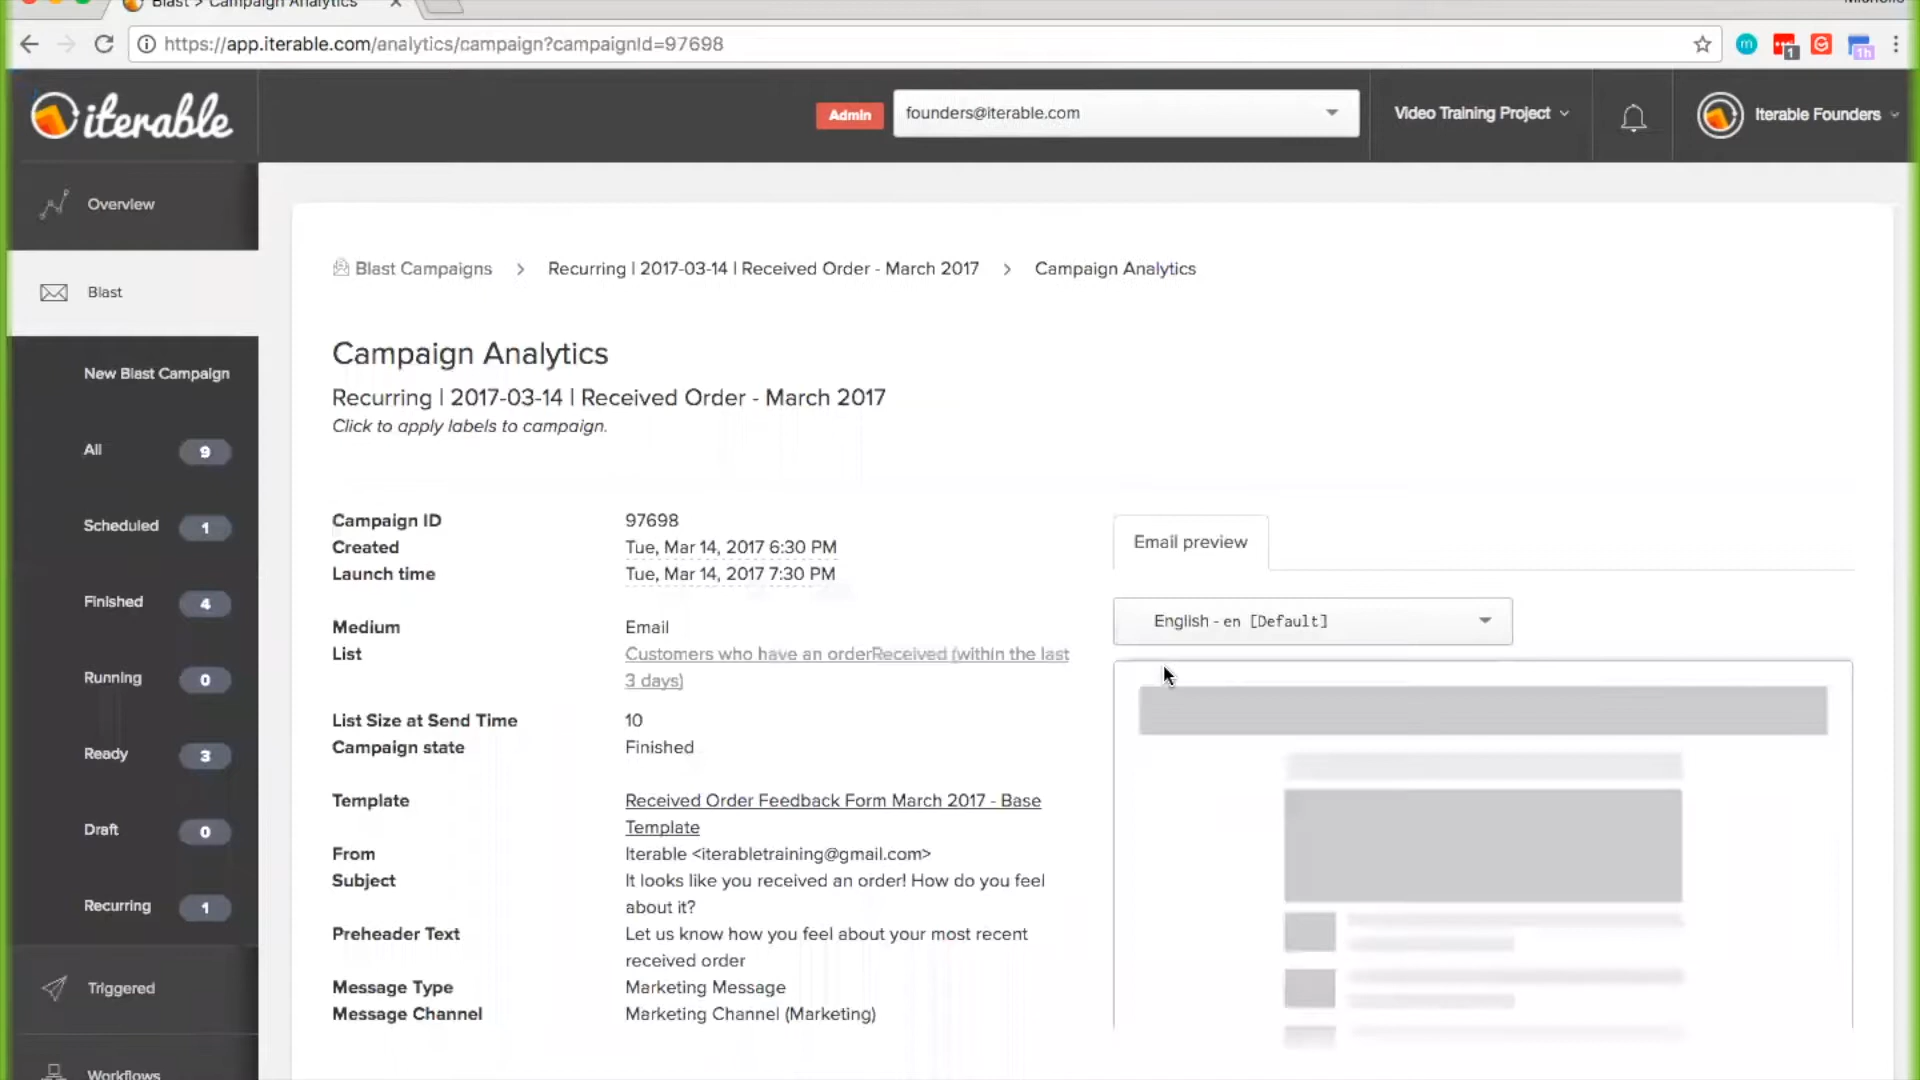 Blast > Campaign Analytics
https://app.iterable.com/analytics/campaign?campaignId=97698
m
1
1h
iterable
Admin
founders@iterable.com
Video Training Project
Iterable Founders
Overview
Blast
New Blast Campaign
All 9
Scheduled 1
Finished 4
Running 0
Ready 3
Draft 0
Recurring 1
Triggered
Workflows
Blast Campaigns > Recurring | 2017-03-14 | Received Order - March 2017 > Campaign Analytics
Campaign Analytics
Recurring | 2017-03-14 | Received Order - March 2017
Click to apply labels to campaign.
Campaign ID 97698
Created Tue, Mar 14, 2017 6:30 PM
Launch time Tue, Mar 14, 2017 7:30 PM
Medium Email
List Customers who have an orderReceived (within the last
3 days)
List Size at Send Time 10
Campaign state Finished
Template Received Order Feedback Form March 2017 - Base
Template
From Iterable <iterabletraining@gmail.com>
Subject It looks like you received an order! How do you feel
about it?
Preheader Text Let us know how you feel about your most recent
received order
Message Type Marketing Message
Message Channel Marketing Channel (Marketing)
Email preview
English - en [Default]